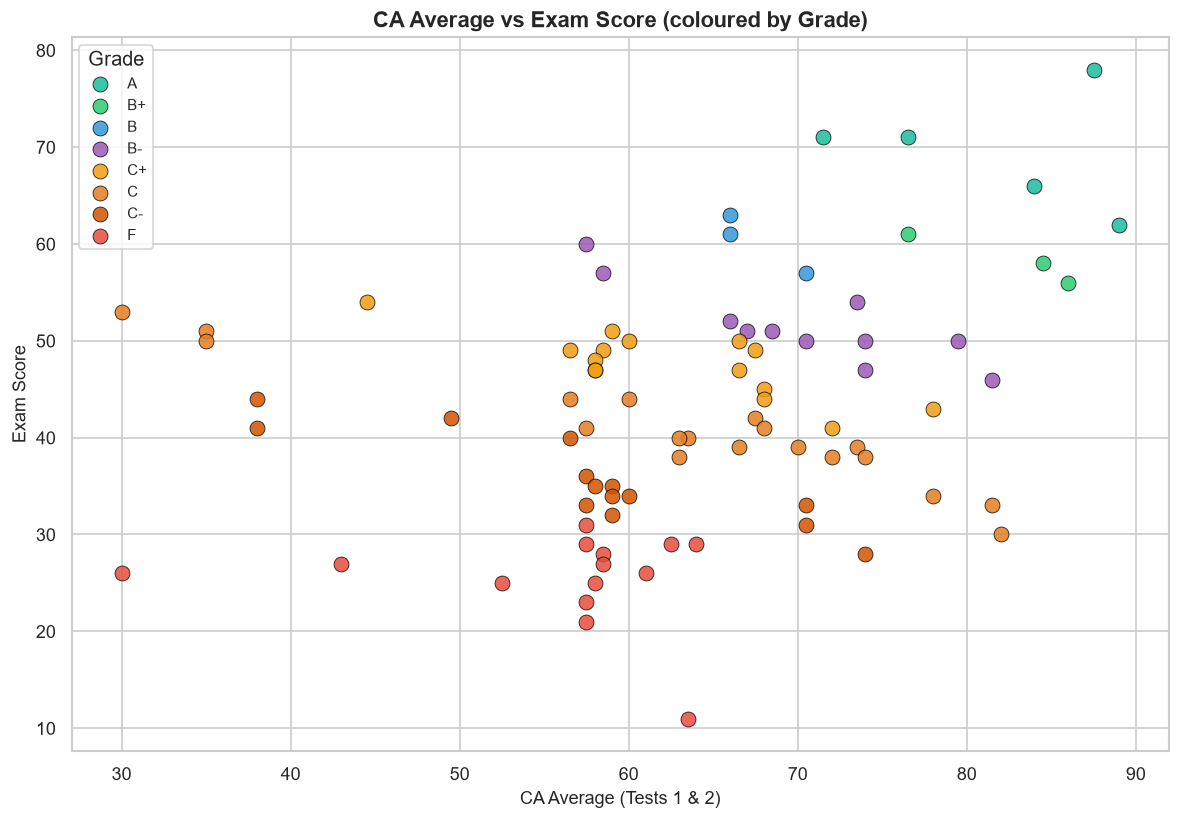 CA Average vs Exam Score (coloured by Grade)
Grade
A
B+
B
B-
C+
C
C-
F
Exam Score
80
70
60
50
40
30
20
10
30 40 50 60 70 80 90
CA Average (Tests 1 & 2)